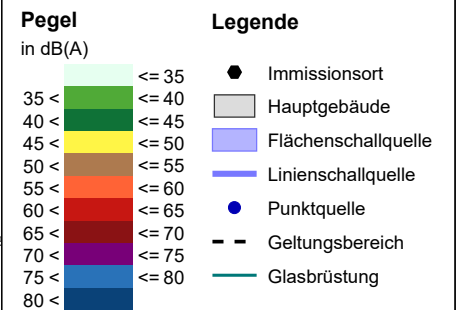 Pegel
in dB(A)
<= 35
35 < <= 40
40 < <= 45
45 < <= 50
50 < <= 55
55 < <= 60
60 < <= 65
65 < <= 70
70 < <= 75
75 < <= 80
80 <
Legende
Immissionsort
Hauptgebäude
Flächenschallquelle
Linienschallquelle
Punktquelle
Geltungsbereich
Glasbrüstung